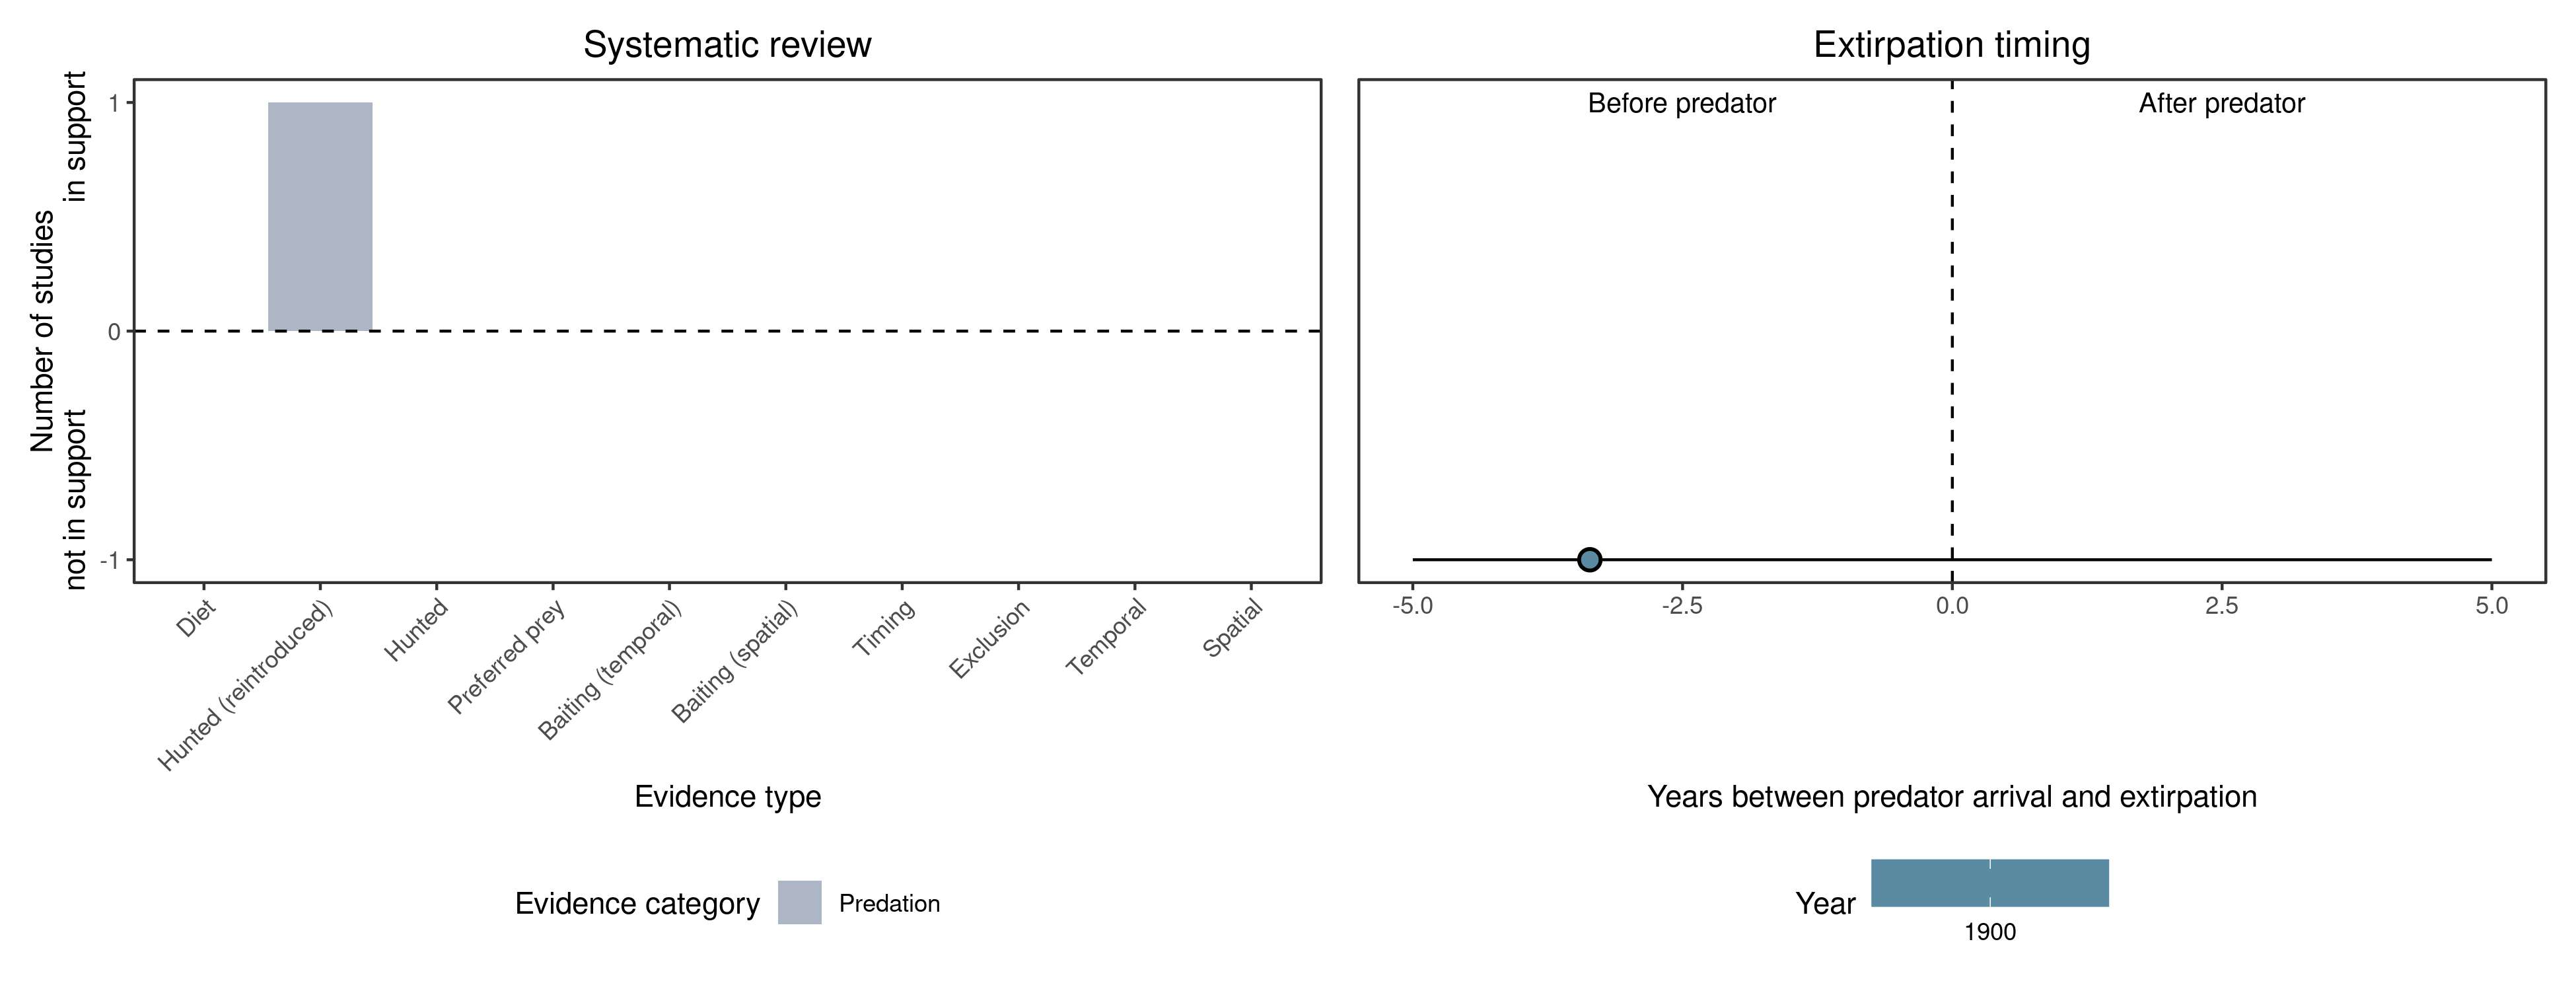 Systematic review
Number of studies
in support
not in support
1
0
-1
Diet
Hunted (reintroduced)
Hunted
Preferred prey
Baiting (temporal)
Baiting (spatial)
Timing
Exclusion
Temporal
Spatial
Evidence type
Evidence category
Predation
Extirpation timing
Before predator
After predator
-5.0
-2.5
0.0
2.5
5.0
Years between predator arrival and extirpation
Year
1900